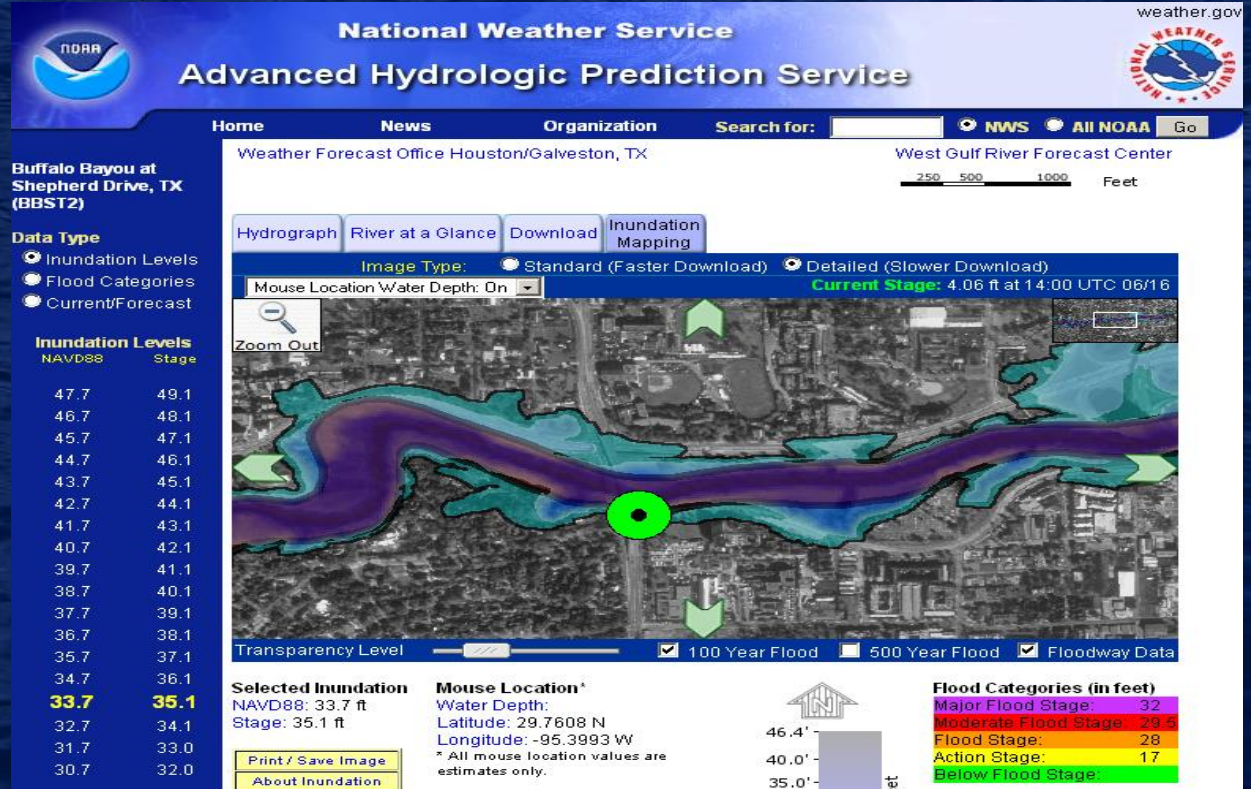 weather.gov
NOAA
National Weather Service
NATIONAL WEATHER SERVICE
Advanced Hydrologic Prediction Service
Home News Organization Search for: NWS All NOAA Go
Weather Forecast Office Houston/Galveston, TX
West Gulf River Forecast Center
250 500 1000 Feet
Buffalo Bayou at
Shepherd Drive, TX
(BBST2)
Data Type
Inundation Levels
Flood Categories
Current/Forecast
Inundation Levels
NAVD88 Stage
47.7 49.1
46.7 48.1
45.7 47.1
44.7 46.1
43.7 45.1
42.7 44.1
41.7 43.1
40.7 42.1
39.7 41.1
38.7 40.1
37.7 39.1
36.7 38.1
35.7 37.1
34.7 36.1
33.7 35.1
32.7 34.1
31.7 33.0
30.7 32.0
Hydrograph River at a Glance Download Inundation
Mapping
Image Type: Standard (Faster Download) Detailed (Slower Download)
Mouse Location Water Depth: On
Current Stage: 4.06 ft at 14:00 UTC 06/16
Zoom Out
Transparency Level 100 Year Flood 500 Year Flood Floodway Data
Selected Inundation
NAVD88: 33.7 ft
Stage: 35.1 ft
Print / Save Image
About Inundation
Mouse Location*
Water Depth:
Latitude: 29.7608 N
Longitude: -95.3993 W
* All mouse location values are
estimates only.
N
46.4'
40.0'
35.0'
Flood Categories (in feet)
Major Flood Stage: 32
Moderate Flood Stage: 29.5
Flood Stage: 28
Action Stage: 17
Below Flood Stage: